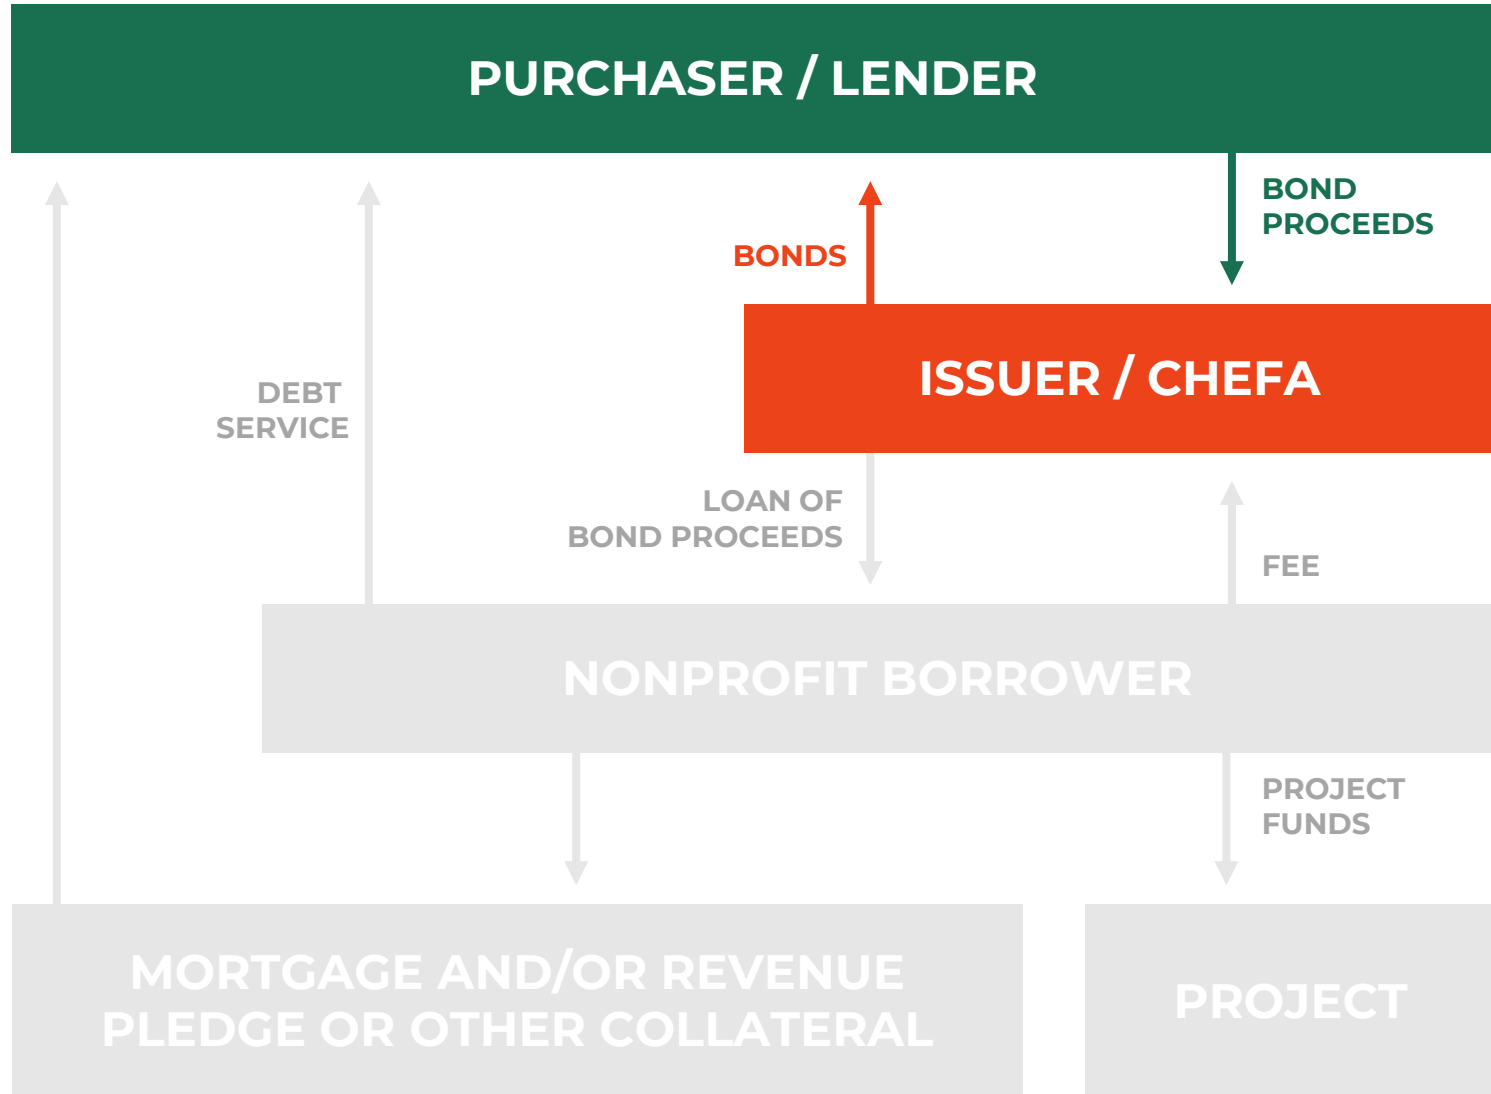 PURCHASER / LENDER
BOND
PROCEEDS
BONDS
ISSUER / CHEFA
DEBT
SERVICE
LOAN OF
BOND PROCEEDS
FEE
NONPROFIT BORROWER
PROJECT
FUNDS
MORTGAGE AND/OR REVENUE
PLEDGE OR OTHER COLLATERAL
PROJECT